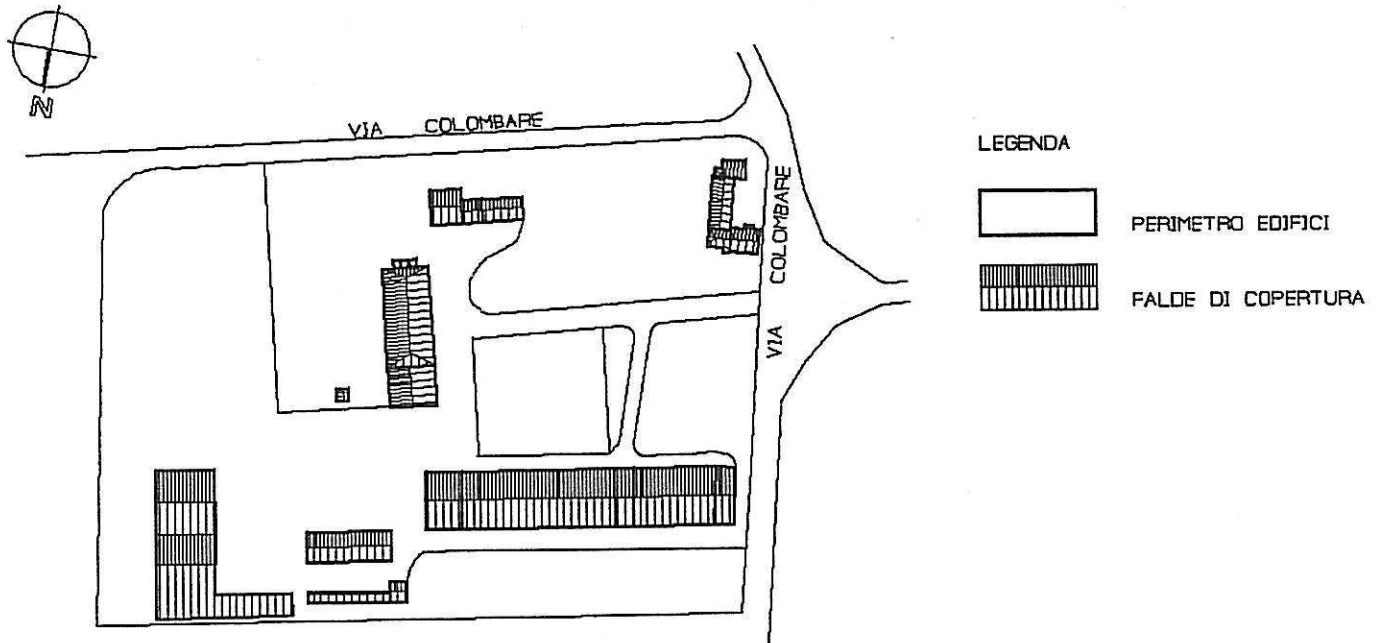 N
VIA COLOMBARE
VIA COLOMBARE
LEGENDA
PERIMETRO EDIFICI
FALDE DI COPERTURA